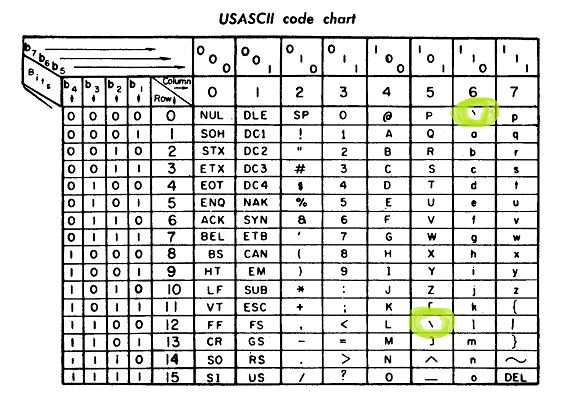 USASCII code chart
b7 b6 b5 0 0 0 0 0 1 0 1 0 0 1 1 1 0 0 1 0 1 1 1 0 1 1 1
Bits b4 b3 b2 b1 Column Row 0 1 2 3 4 5 6 7
0 0 0 0 0 NUL DLE SP 0 @ P ` p
0 0 0 1 1 SOH DC1 ! 1 A Q a q
0 0 1 0 2 STX DC2 " 2 B R b r
0 0 1 1 3 ETX DC3 # 3 C S c s
0 1 0 0 4 EOT DC4 $ 4 D T d t
0 1 0 1 5 ENQ NAK % 5 E U e u
0 1 1 0 6 ACK SYN & 6 F V f v
0 1 1 1 7 BEL ETB ' 7 G W g w
1 0 0 0 8 BS CAN ( 8 H X h x
1 0 0 1 9 HT EM ) 9 I Y i y
1 0 1 0 10 LF SUB * : J Z j z
1 0 1 1 11 VT ESC + ; K [ k {
1 1 0 0 12 FF FS , < L \ l |
1 1 0 1 13 CR GS - = M ] m }
1 1 1 0 14 SO RS . > N ^ n ~
1 1 1 1 15 SI US / ? O _ o DEL